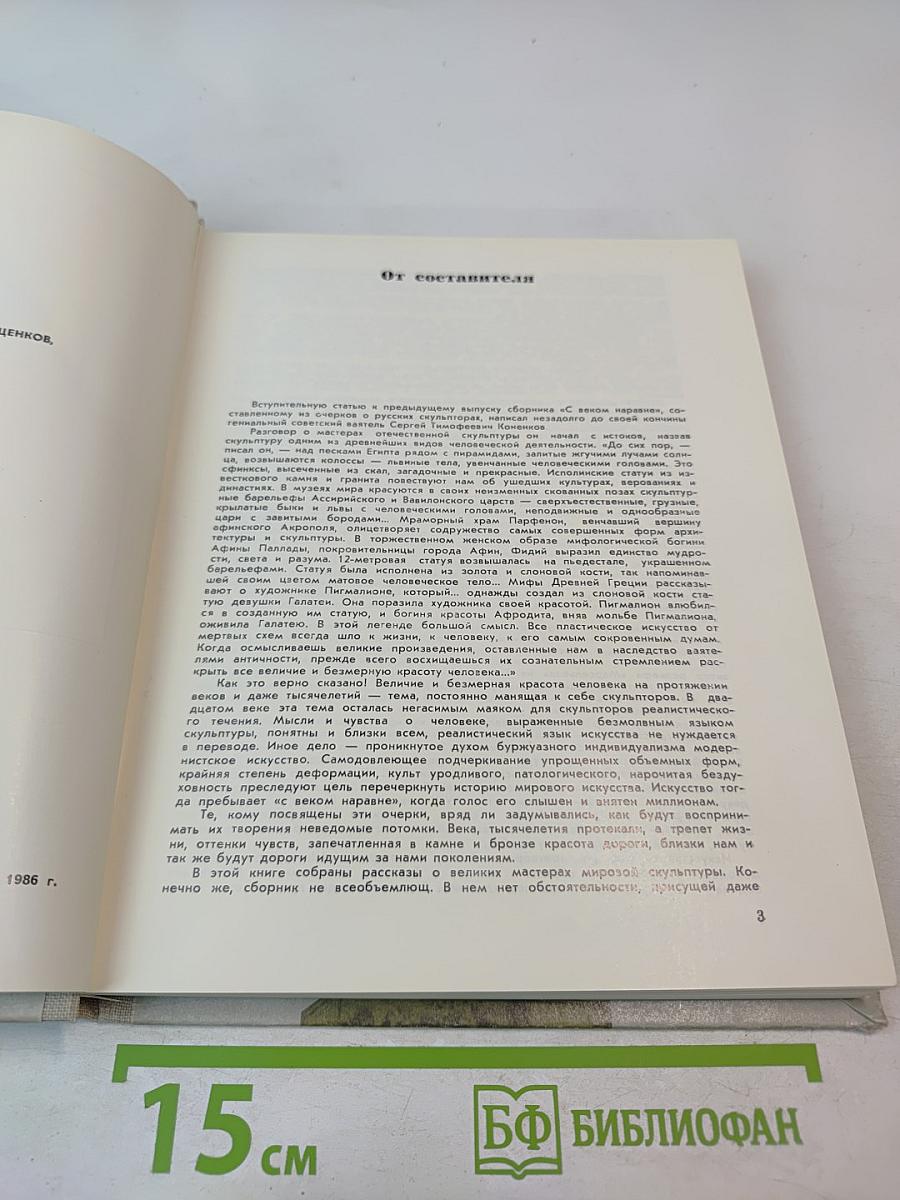 ЩЕНКОВ,
1986 г.
От составителя
Вступительную статью к предыдущему выпуску сборника «С веком наравне», со-
ставленному из очерков о русских скульпторах, написал незадолго до своей кончины
гениальный советский ваятель Сергей Тимофеевич Коненков.
Разговор о мастерах отечественной скульптуры он начал с истоков, назвав
скульптуру одним из древнейших видов человеческой деятельности. «До сих пор, —
писал он, — над песками Египта рядом с пирамидами, залитые жгучими лучами солн-
ца, возвышаются колоссы — львиные тела, увенчанные человеческими головами. Это
сфинксы, высеченные из скал, загадочные и прекрасные. Исполинские статуи из из-
весткового камня и гранита повествуют нам об ушедших культурах, верованиях и
династиях. В музеях мира красуются в своих неизменных скованных позах скульптур-
ные барельефы Ассирийского и Вавилонского царств — сверхъестественные, грузные,
крылатые быки и львы с человеческими головами, неподвижные и однообразные
цари с завитыми бородами... Мраморный храм Парфенон, венчавший вершину
афинского Акрополя, олицетворяет содружество самых совершенных форм архи-
тектуры и скульптуры. В торжественном женском образе мифологической богини
Афины Паллады, покровительницы города Афин, Фидий выразил единство мудро-
сти, света и разума. 12-метровая статуя возвышалась на пьедестале, украшенном
барельефами. Статуя была исполнена из золота и слоновой кости, так напоминав-
шей своим цветом матовое человеческое тело... Мифы Древней Греции рассказы-
вают о художнике Пигмалионе, который... однажды создал из слоновой кости ста-
тую девушки Галатеи. Она поразила художника своей красотой. Пигмалион влюбил-
ся в созданную им статую, и богиня красоты Афродита, вняв мольбе Пигмалиона,
оживила Галатею. В этой легенде большой смысл. Все пластическое искусство от
мертвых схем всегда шло к жизни, к человеку, к его самым сокровенным думам.
Когда осмысливаешь великие произведения, оставленные нам в наследство ваяте-
лями античности, прежде всего восхищаешься их сознательным стремлением рас-
крыть все величие и безмерную красоту человека...»
Как это верно сказано! Величие и безмерная красота человека на протяжении
веков и даже тысячелетий — тема, постоянно манящая к себе скульпторов. В два-
дцатом веке эта тема осталась негасимым маяком для скульпторов реалистическо-
го течения. Мысли и чувства о человеке, выраженные безмолвным языком
скульптуры, понятны и близки всем, реалистический язык искусства не нуждается
в переводе. Иное дело — проникнутое духом буржуазного индивидуализма модер-
нистское искусство. Самодовлеющее подчеркивание упрощенных объемных форм,
крайняя степень деформации, культ уродливого, патологического, нарочитая безду-
ховность преследуют цель перечеркнуть историю мирового искусства. Искусство тог-
да пребывает «с веком наравне», когда голос его слышен и внятен миллионам.
Те, кому посвящены эти очерки, вряд ли задумывались, как будут восприни-
мать их творения неведомые потомки. Века, тысячелетия протекали, а трепет жиз-
ни, оттенки чувств, запечатленная в камне и бронзе красота дороги, близки нам и
так же будут дороги идущим за нами поколениям.
В этой книге собраны рассказы о великих мастерах мировой скульптуры. Ко-
нечно же, сборник не всеобъемлющ. В нем нет обстоятельности, присущей даже
3
15 см
БФ БИБЛИОФАН